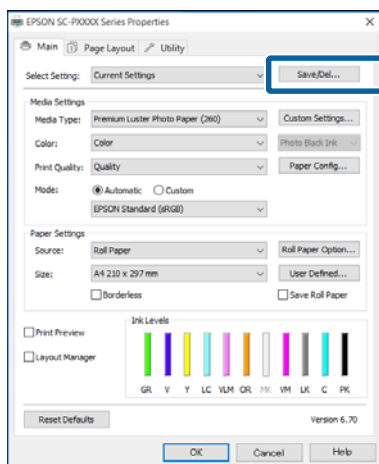 EPSON SC-PXXXX Series Properties
Main Page Layout Utility
Select Setting: Current Settings Save/Del...
Media Settings
Media Type: Premium Luster Photo Paper (260) Custom Settings...
Color: Color Photo Black Ink
Print Quality: Quality Paper Config...
Mode: Automatic Custom
EPSON Standard (sRGB)
Paper Settings
Source: Roll Paper Roll Paper Option...
Size: A4 210 x 297 mm User Defined...
Borderless Save Roll Paper
Ink Levels
Print Preview
Layout Manager
GR V Y LC VLM OR MK VM LK C PK
Reset Defaults Version 6.70
OK Cancel Help